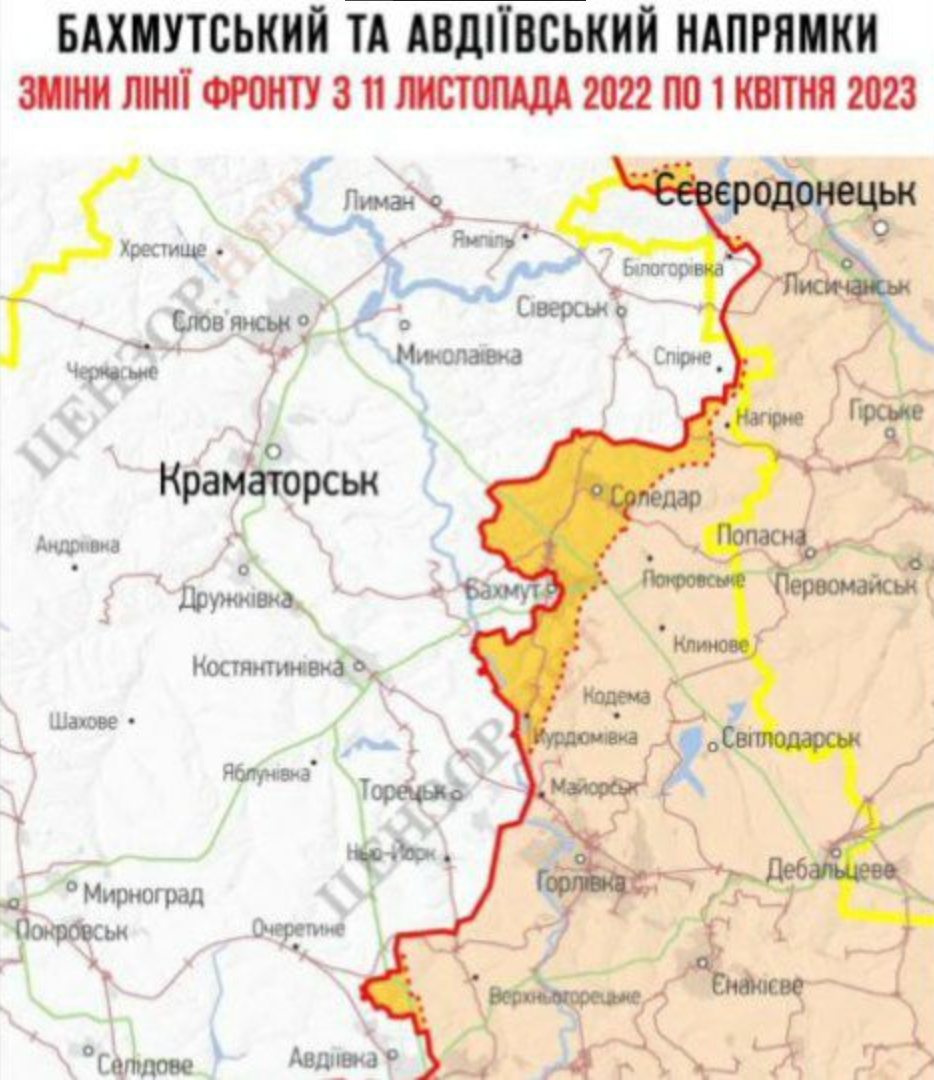 БАХМУТСЬКИЙ ТА АВДІЇВСЬКИЙ НАПРЯМКИ
ЗМІНИ ЛІНІЇ ФРОНТУ З 11 ЛИСТОПАДА 2022 ПО 1 КВІТНЯ 2023
Сєвєродонецьк
Лиман
Ямпіль
Хрестище
Білогорівка
Лисичанськ
ЦЕНЗОР.НЕТ
Сіверськ
Слов'янськ
Миколаївка
Спірне
Черкаське
Нагірне
Гірське
Краматорськ
Соледар
Попасна
Андріївка
Покровське
Первомайськ
Бахмут
Дружківка
Клинове
Костянтинівка
Кодема
Шахове
Курдюмівка
Світлодарськ
ЦЕНЗОР
Яблунівка
Торецьк
Майорськ
Нью-Йорк
Дебальцеве
Горлівка
Мирноград
Покровськ
Очеретине
Єнакієве
Верхньоторецьке
Авдіївка
Селідове